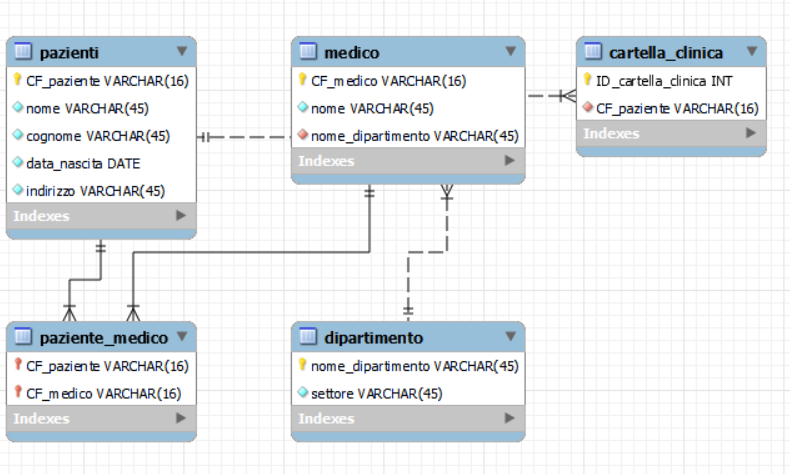 pazienti
CF_paziente VARCHAR(16)
nome VARCHAR(45)
cognome VARCHAR(45)
data_nascita DATE
indirizzo VARCHAR(45)
Indexes
medico
CF_medico VARCHAR(16)
nome VARCHAR(45)
nome_dipartimento VARCHAR(45)
Indexes
cartella_clinica
ID_cartella_clinica INT
CF_paziente VARCHAR(16)
Indexes
paziente_medico
CF_paziente VARCHAR(16)
CF_medico VARCHAR(16)
Indexes
dipartimento
nome_dipartimento VARCHAR(45)
settore VARCHAR(45)
Indexes